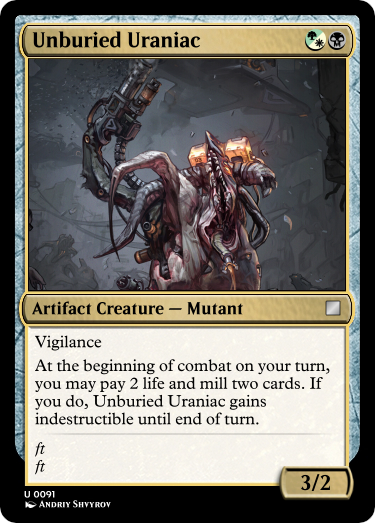 Unburied Uraniac
Artifact Creature — Mutant
Vigilance
At the beginning of combat on your turn,
you may pay 2 life and mill two cards. If
you do, Unburied Uraniac gains
indestructible until end of turn.
ft
ft
3/2
U 0091
Andriy Shvyrov